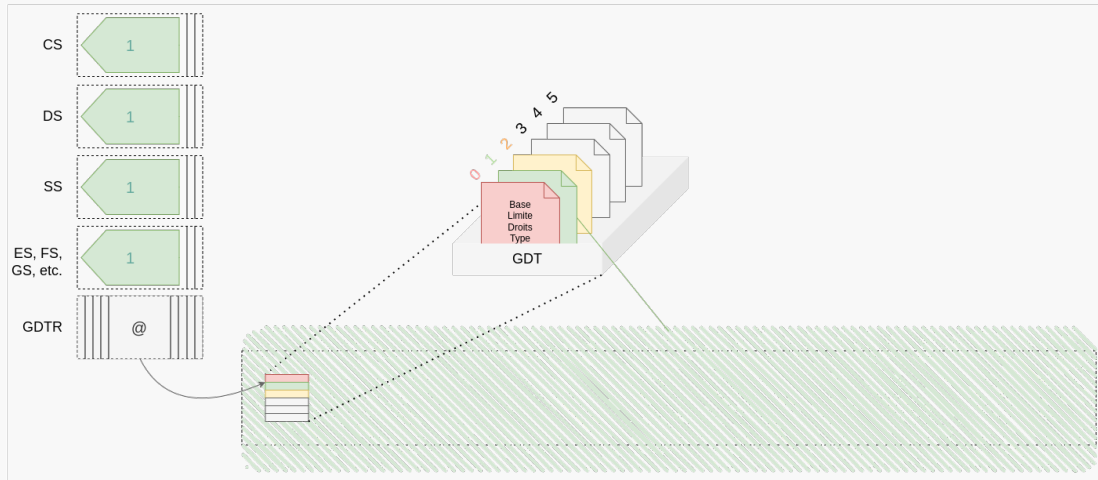 CS
1
DS
1
SS
1
ES, FS,
GS, etc.
1
GDTR
@
0
1
2
3
4
5
Base
Limite
Droits
Type
GDT